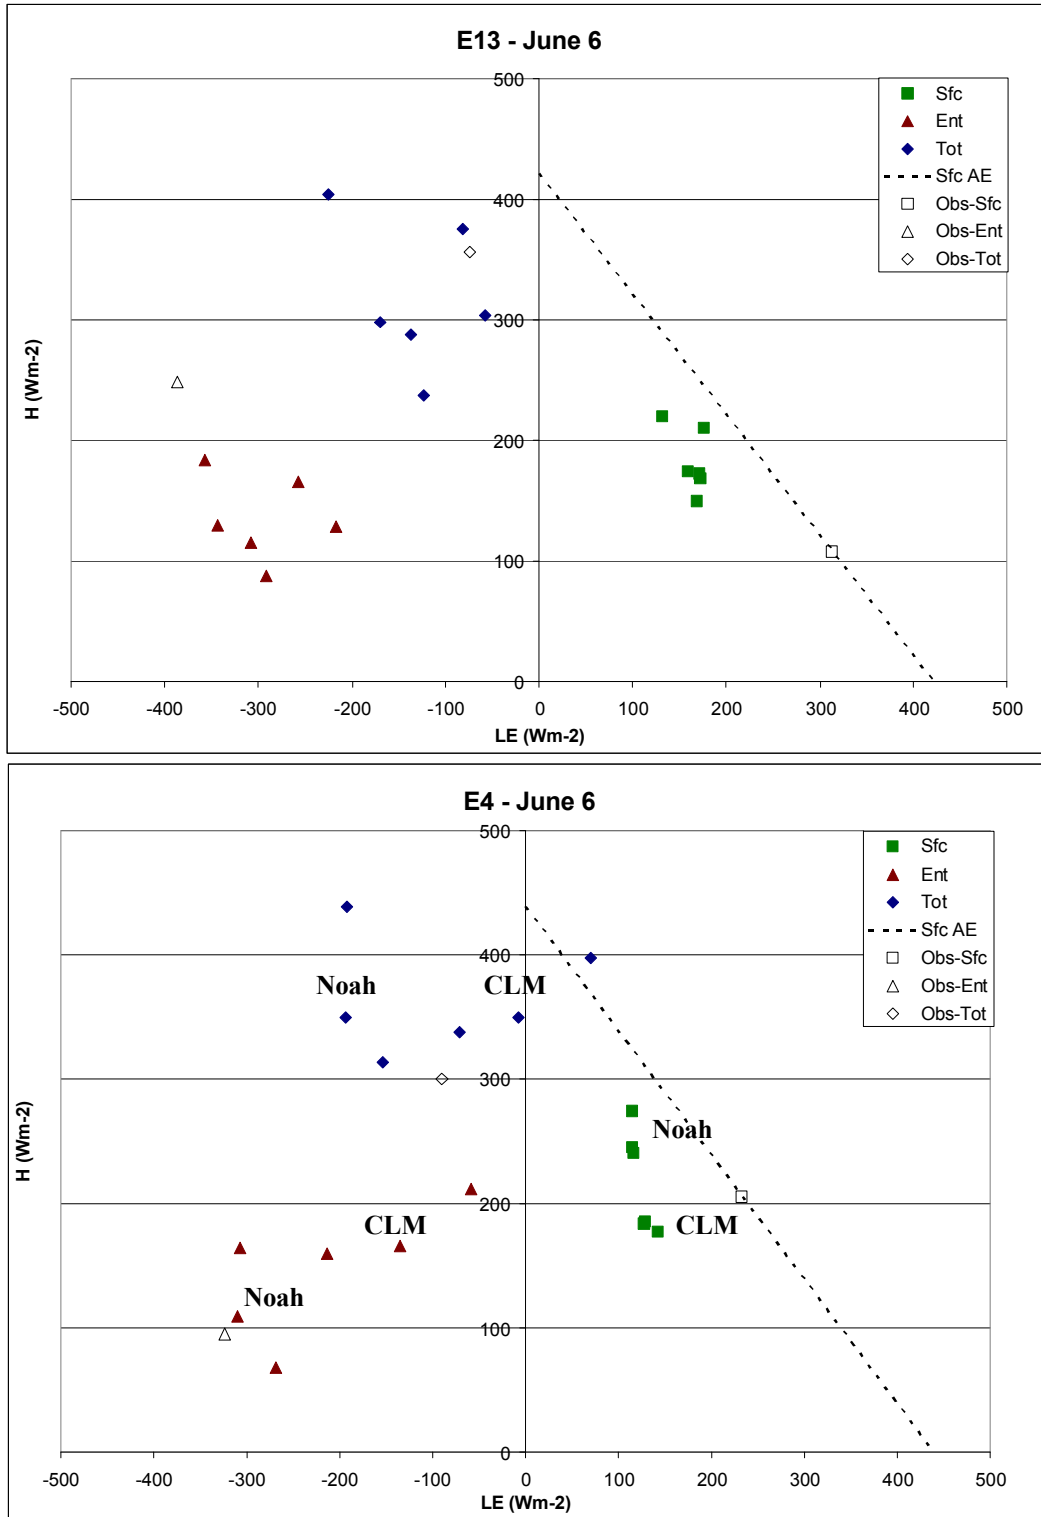 E13 - June 6
500
400
300
200
100
0
-500 -400 -300 -200 -100 0 100 200 300 400 500
H (Wm-2)
LE (Wm-2)
Sfc
Ent
Tot
Sfc AE
Obs-Sfc
Obs-Ent
Obs-Tot
E4 - June 6
500
400
300
200
100
0
-500 -400 -300 -200 -100 0 100 200 300 400 500
H (Wm-2)
LE (Wm-2)
Sfc
Ent
Tot
Sfc AE
Obs-Sfc
Obs-Ent
Obs-Tot
Noah CLM
Noah
CLM CLM
Noah